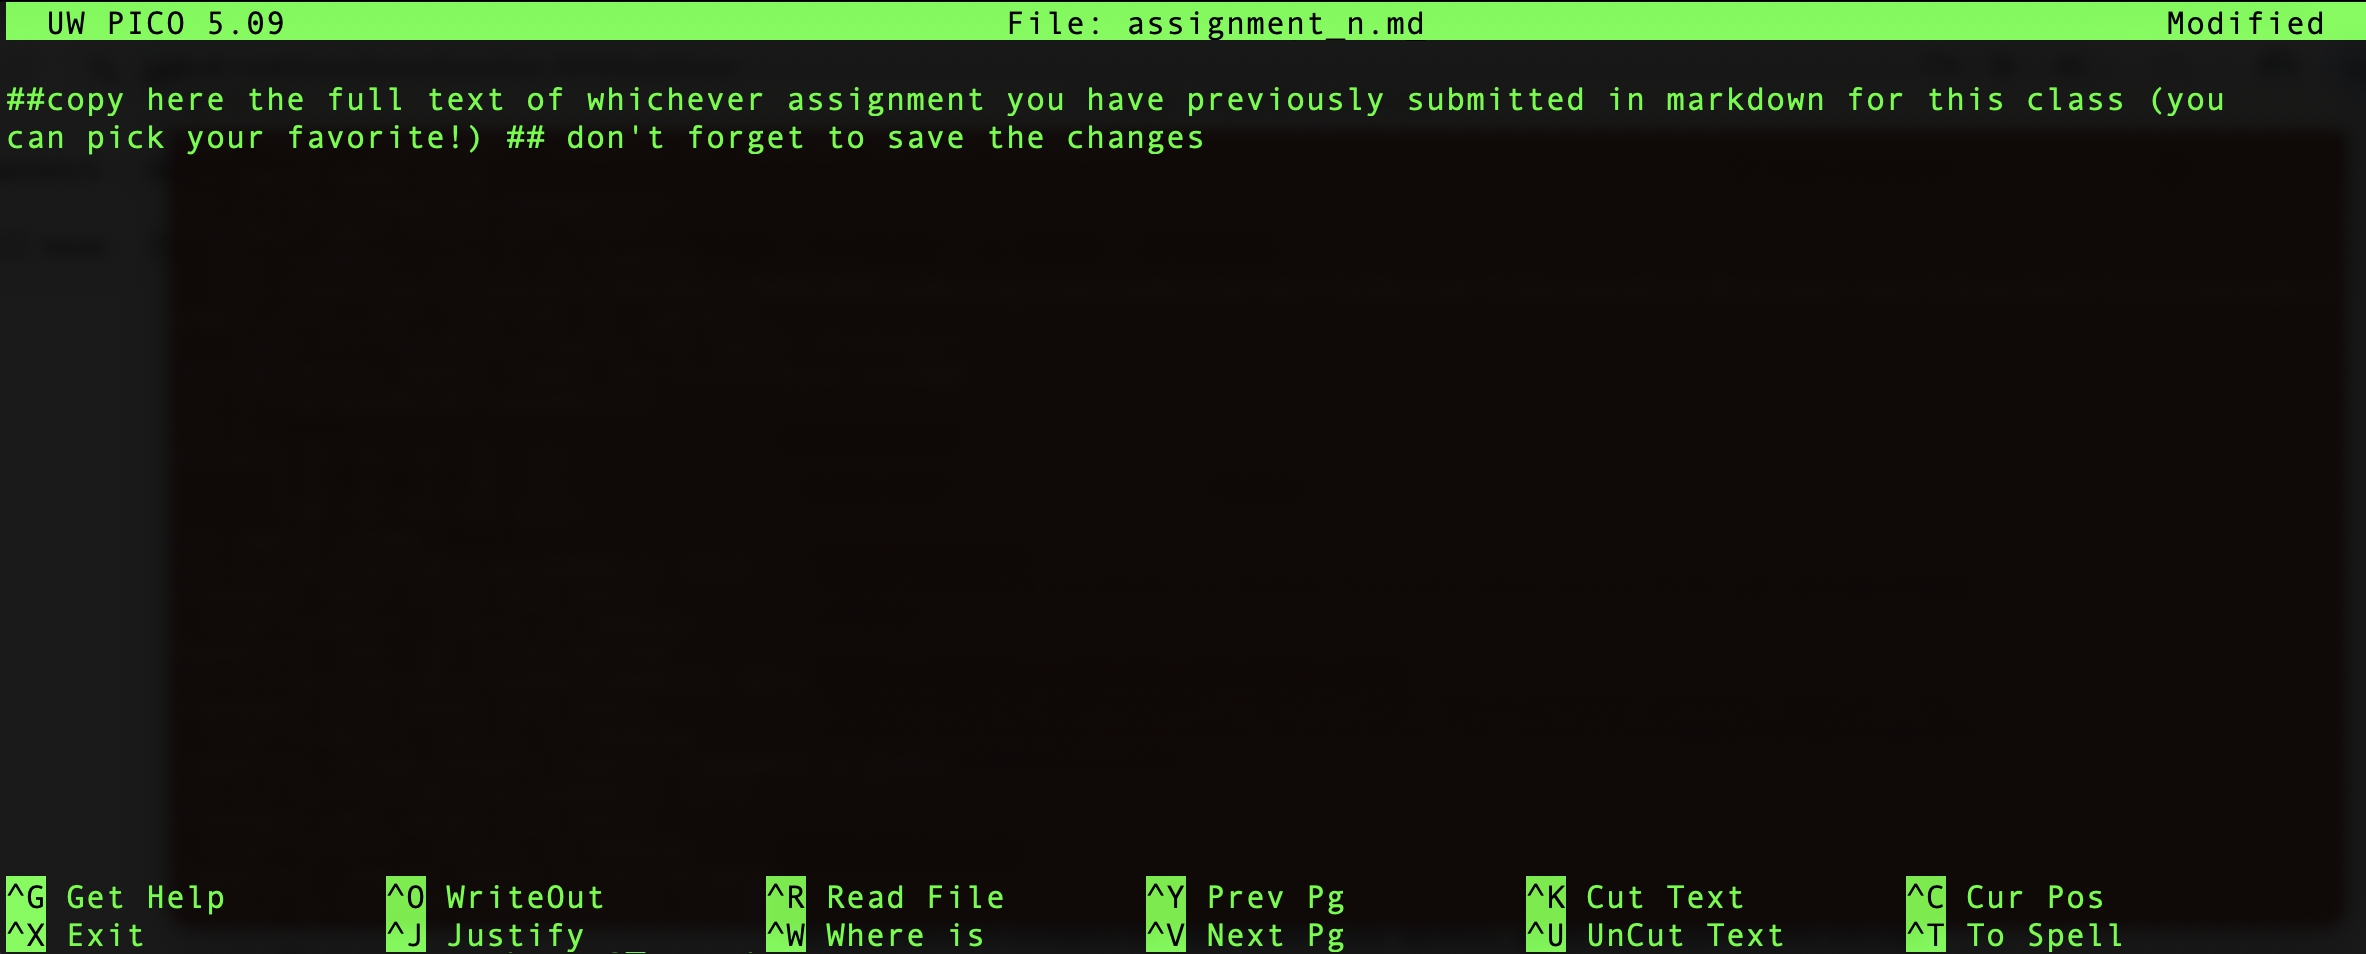 UW PICO 5.09 File: assignment_n.md Modified
##copy here the full text of whichever assignment you have previously submitted in markdown for this class (you
can pick your favorite!) ## don't forget to save the changes
^G Get Help ^O WriteOut ^R Read File ^Y Prev Pg ^K Cut Text ^C Cur Pos
^X Exit ^J Justify ^W Where is ^V Next Pg ^U UnCut Text ^T To Spell